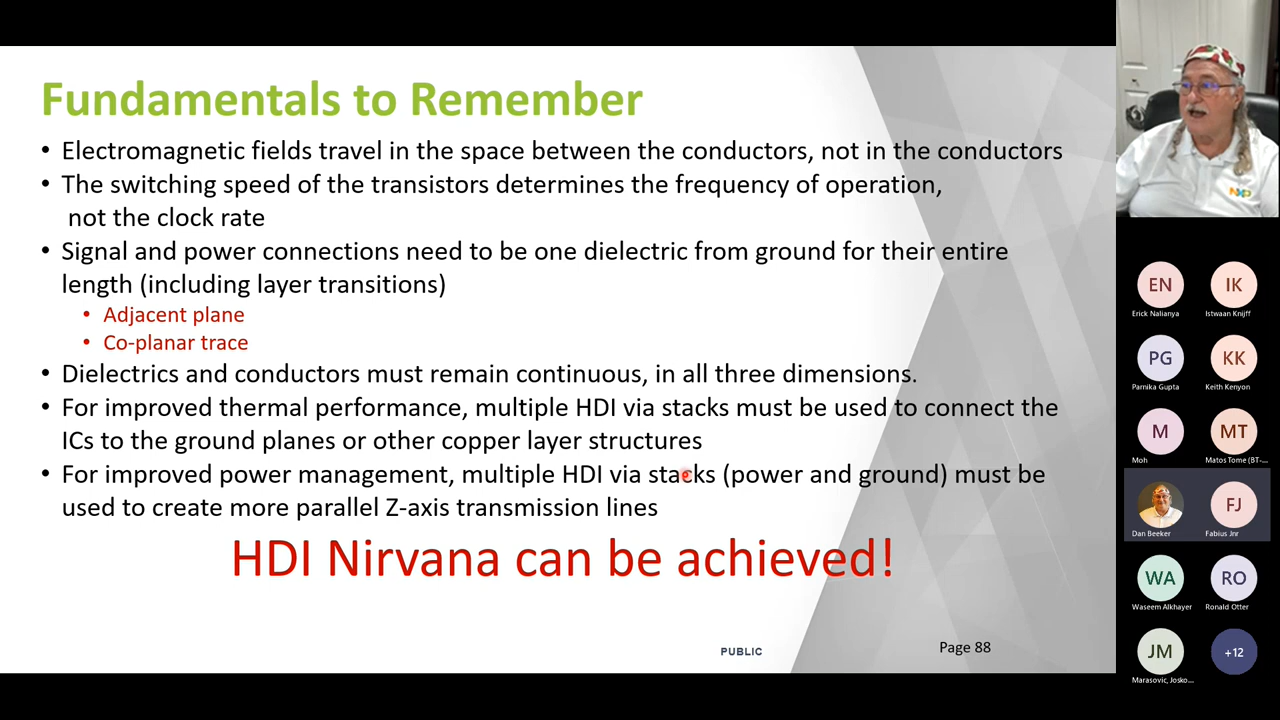 Fundamentals to Remember
• Electromagnetic fields travel in the space between the conductors, not in the conductors
• The switching speed of the transistors determines the frequency of operation,
not the clock rate
• Signal and power connections need to be one dielectric from ground for their entire
length (including layer transitions)
• Adjacent plane
• Co-planar trace
• Dielectrics and conductors must remain continuous, in all three dimensions.
• For improved thermal performance, multiple HDI via stacks must be used to connect the
ICs to the ground planes or other copper layer structures
• For improved power management, multiple HDI via stacks (power and ground) must be
used to create more parallel Z-axis transmission lines
HDI Nirvana can be achieved!
PUBLIC
Page 88
NXP
EN
IK
Erick Nalianya
Istwaan Knijff
PG
KK
Parnika Gupta
Keith Kenyon
M
MT
Moh
Matos Tome (BT-...
FJ
Dan Beeker
Fabius Jnr
WA
RO
Waseem Alkhayer
Ronald Otter
JM
+12
Marasovic, Josko...